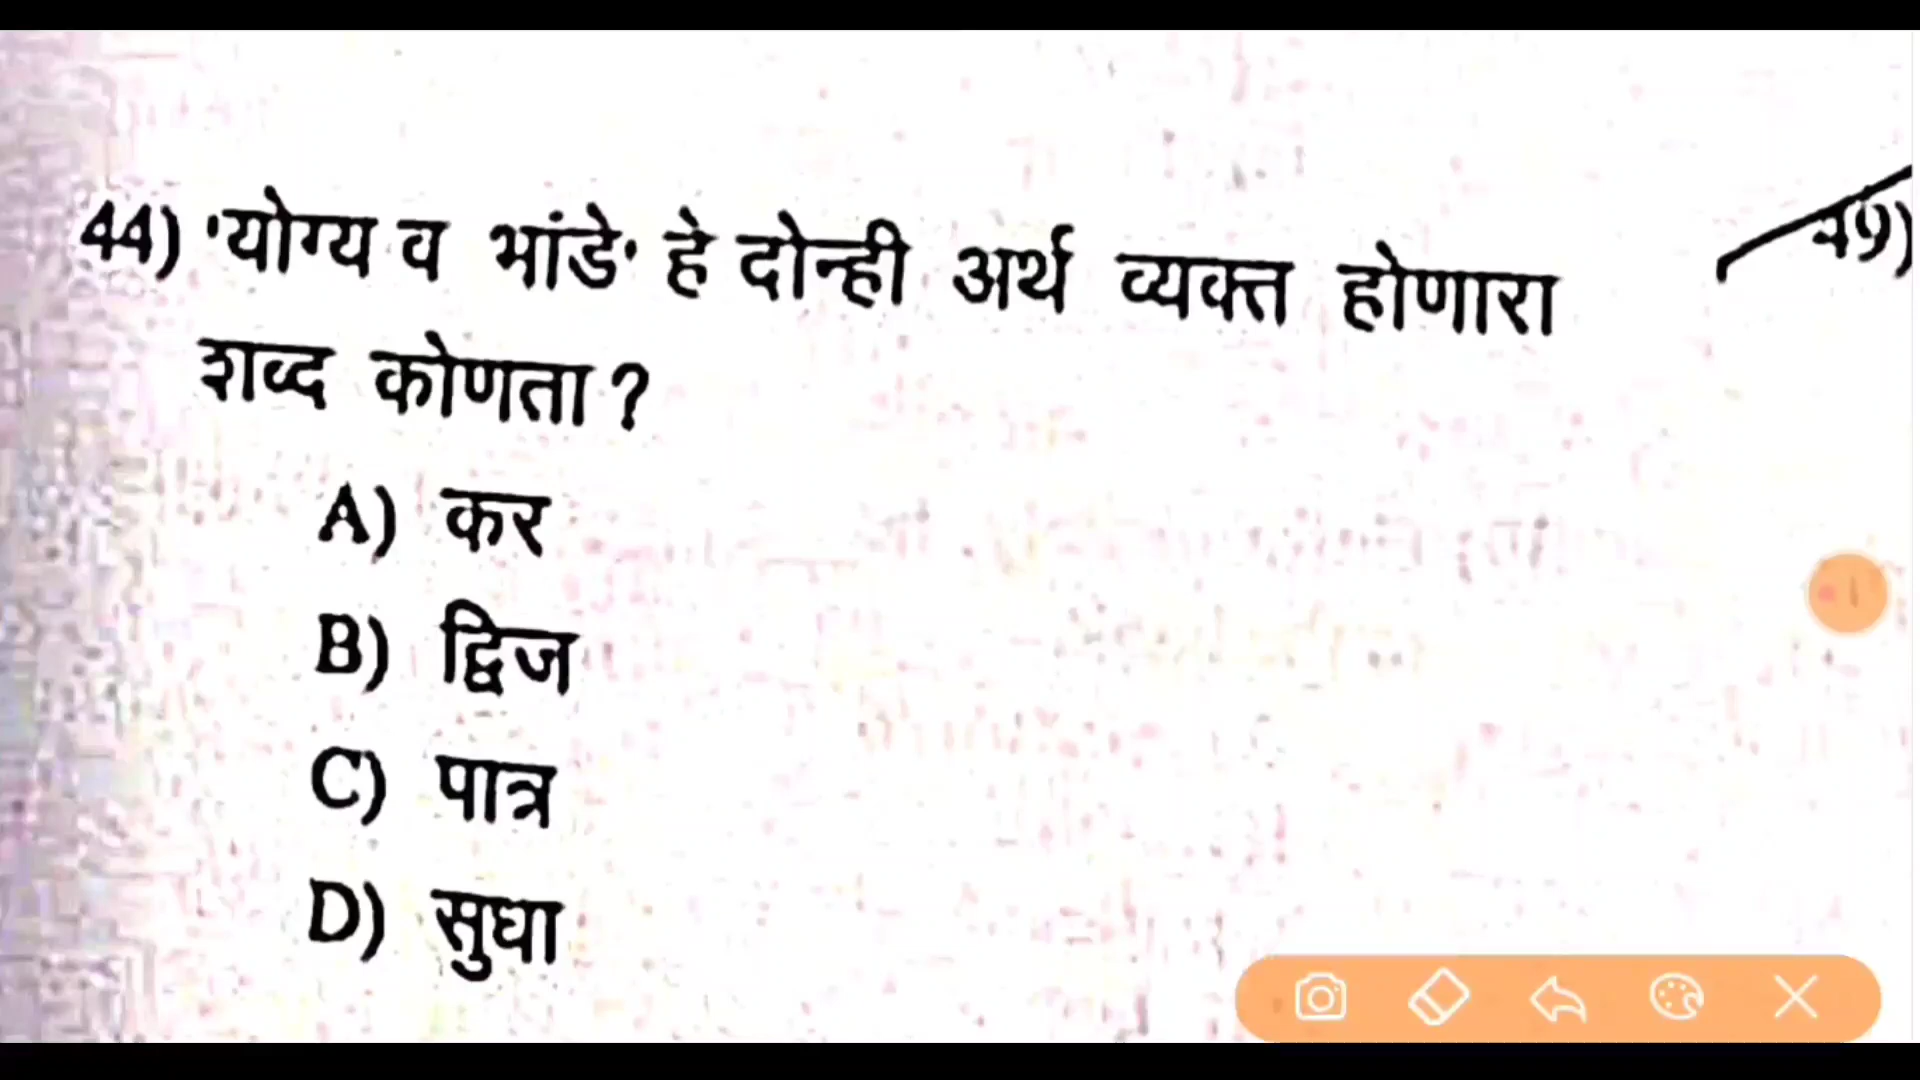 44) 'योग्य व भांडे' हे दोन्ही अर्थ व्यक्त होणारा
शब्द कोणता ?
A) कर
B) द्विज
C) पात्र
D) सुधा